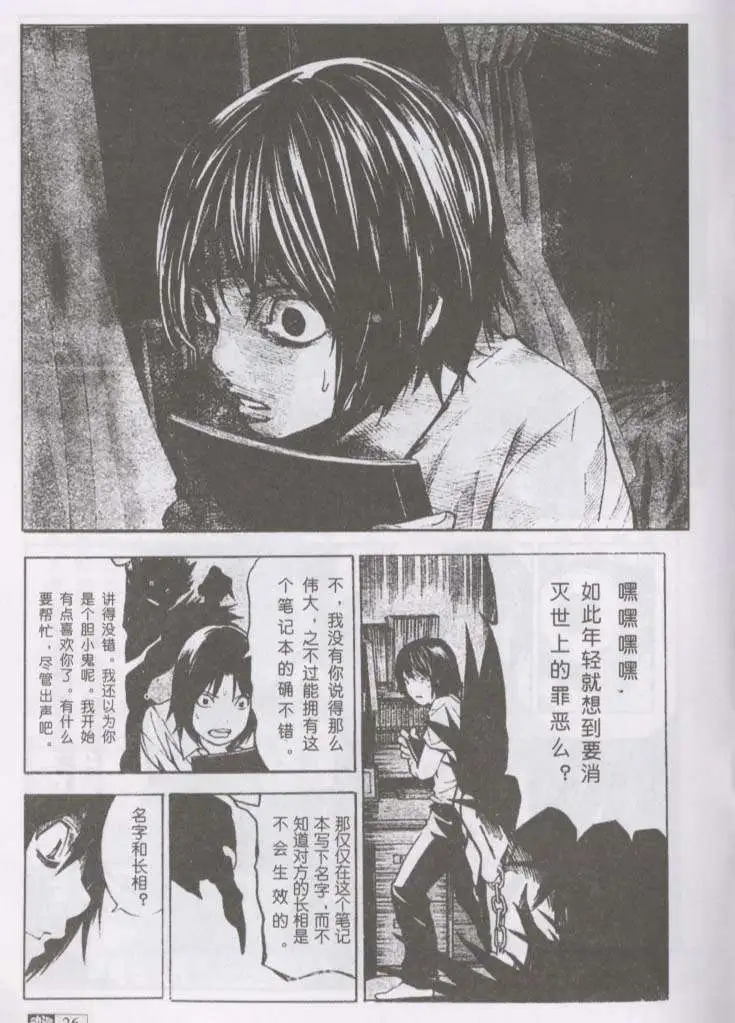 嘿嘿嘿嘿，
如此年轻就想到要消
灭世上的罪恶么？
不，我没有你说得那么
伟大，之不过能拥有这
个笔记本的确不错。
讲得没错。我还以为你
是个胆小鬼呢。我开始
有点喜欢你了。有什么
要帮忙，尽管出声吧。
那仅仅在这个笔记
本写下名字，而不
知道对方的长相是
不会生效的。
名字和长相？
26